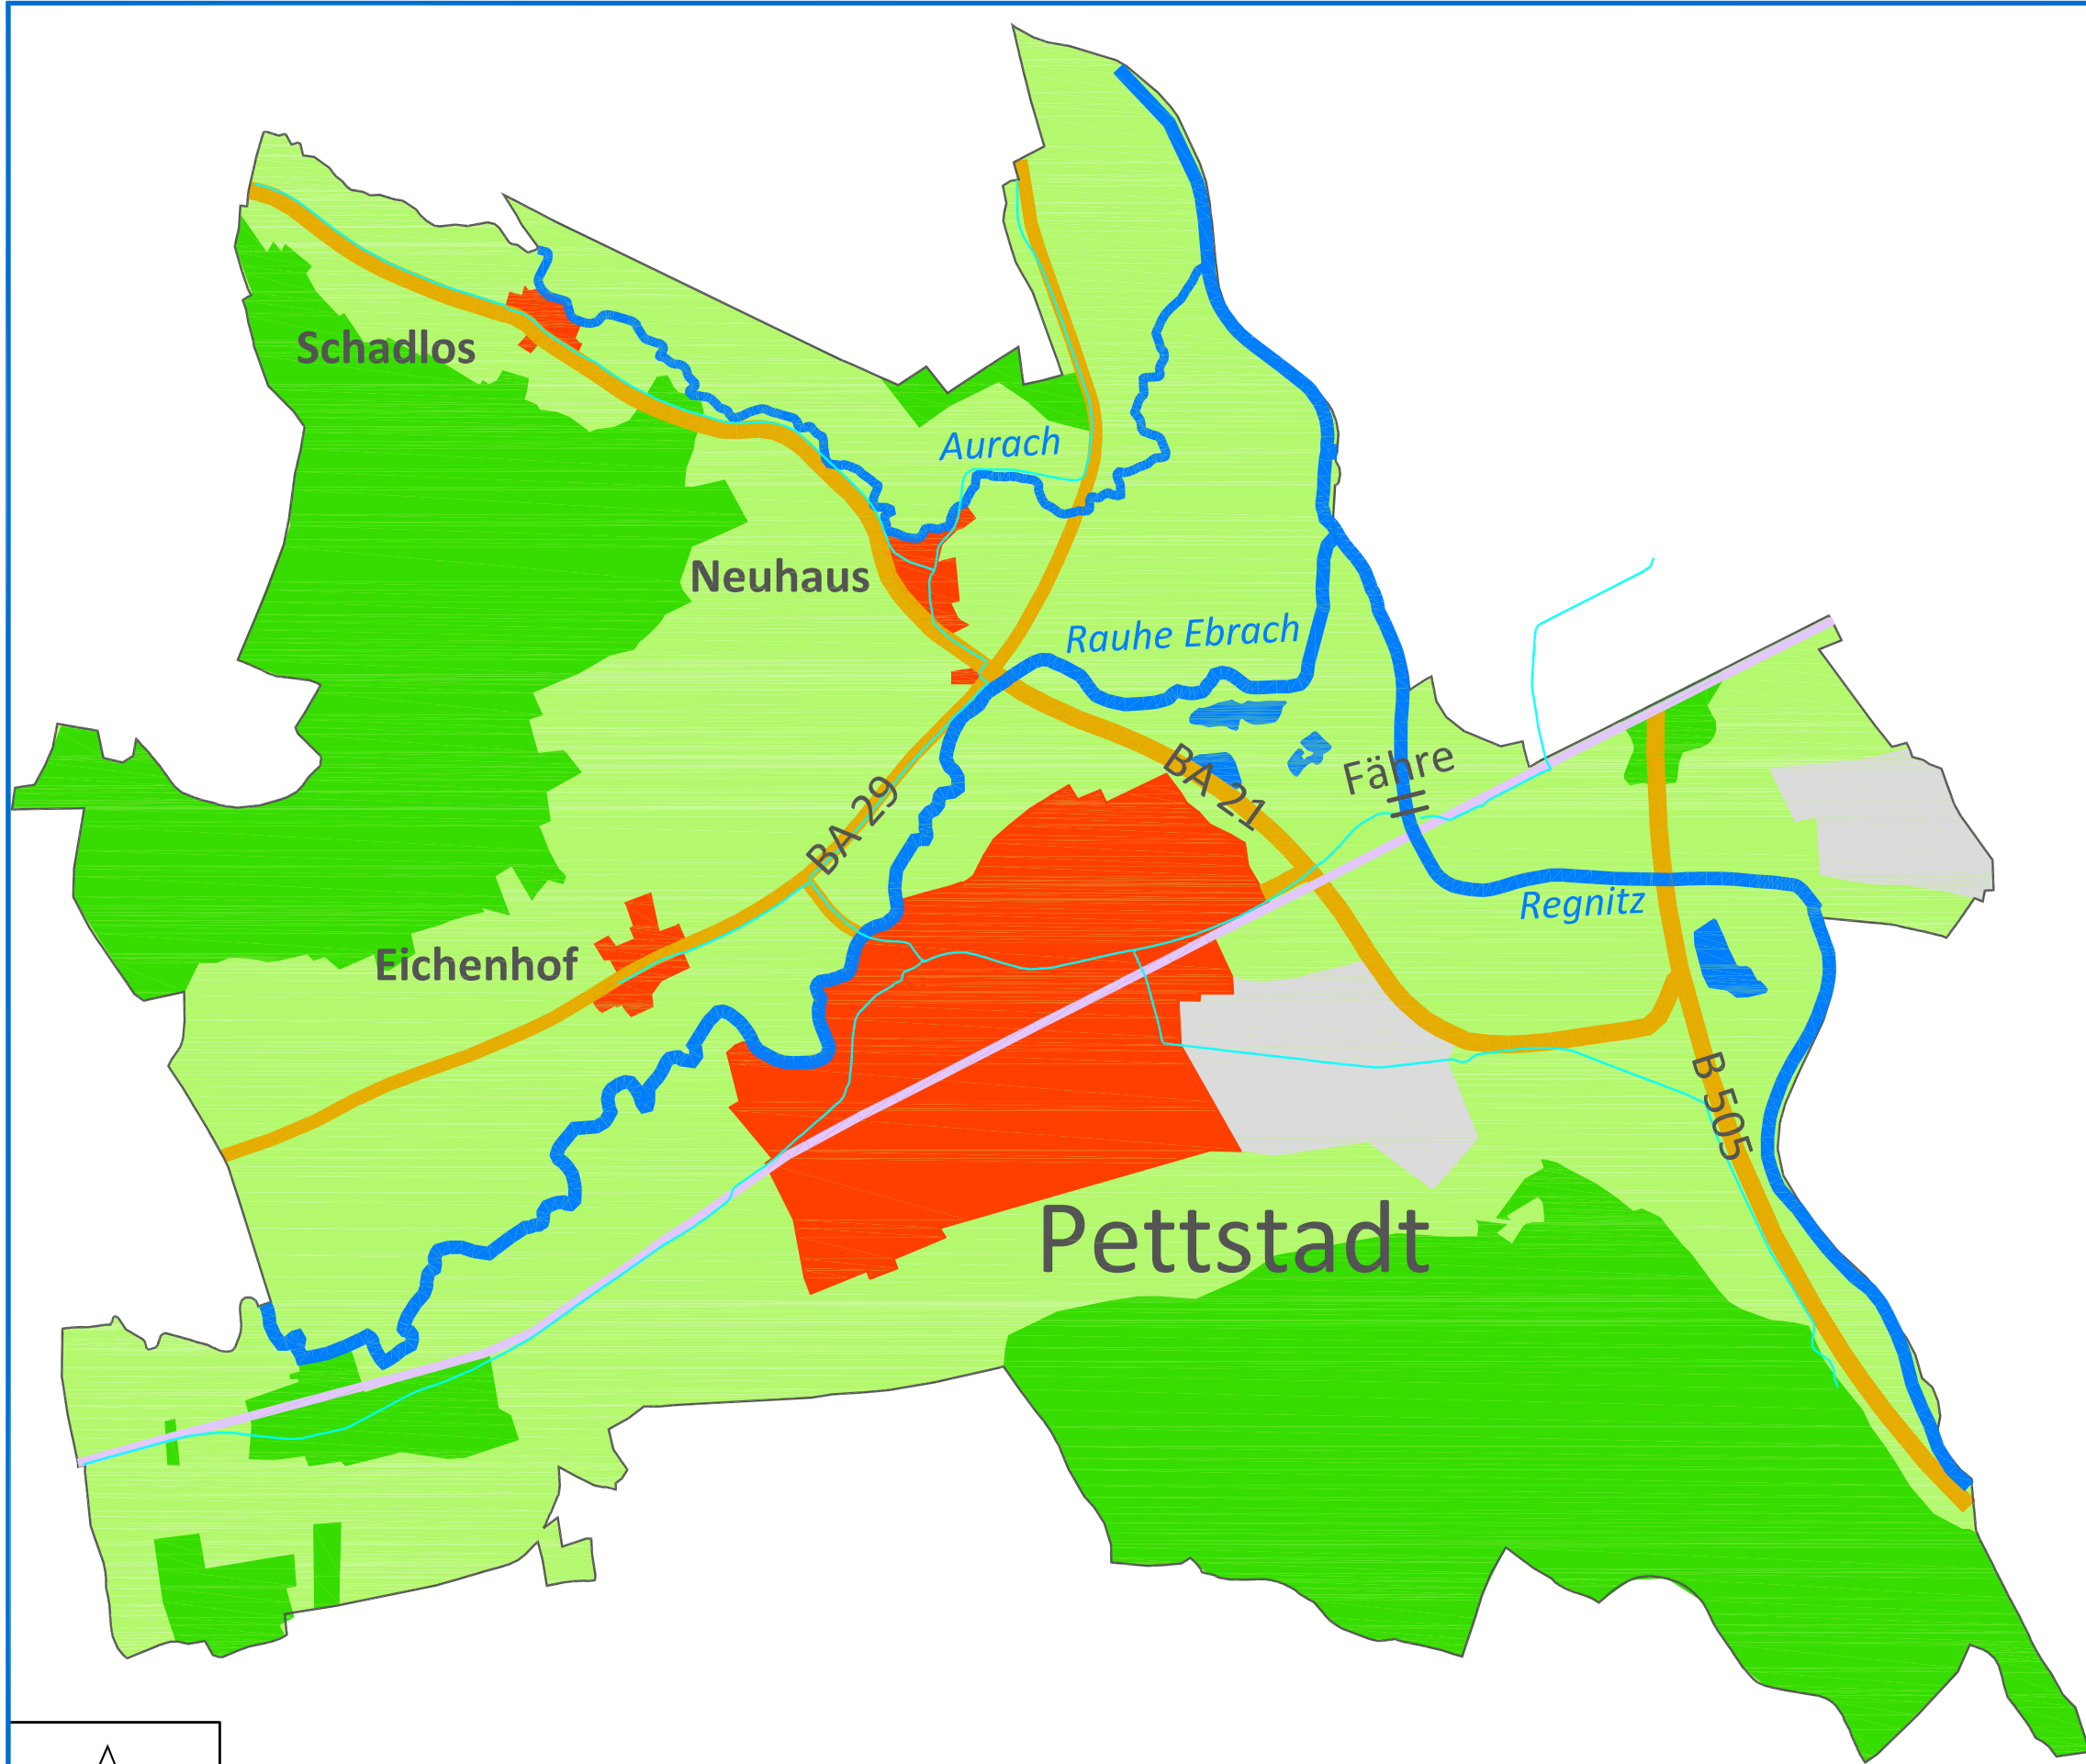 Schadlos
Aurach
Neuhaus
Rauhe Ebrach
BA 29
BA 21
Fähre
Regnitz
Eichenhof
B 505
Pettstadt